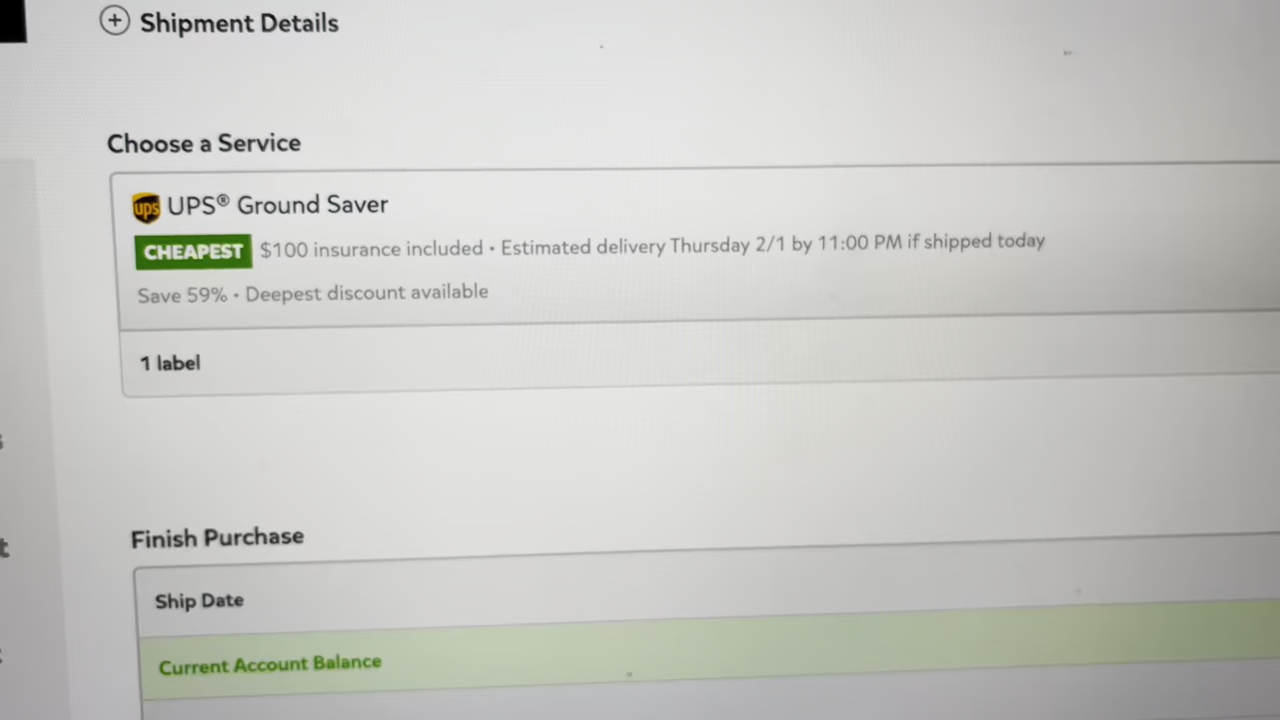 Shipment Details
Choose a Service
ups UPS® Ground Saver
CHEAPEST $100 insurance included • Estimated delivery Thursday 2/1 by 11:00 PM if shipped today
Save 59% • Deepest discount available
1 label
Finish Purchase
Ship Date
Current Account Balance